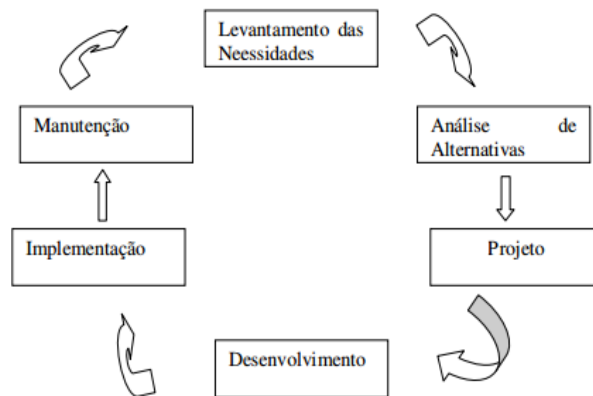 Levantamento das
Neessidades
Manutenção
Análise de
Alternativas
Implementação
Projeto
Desenvolvimento